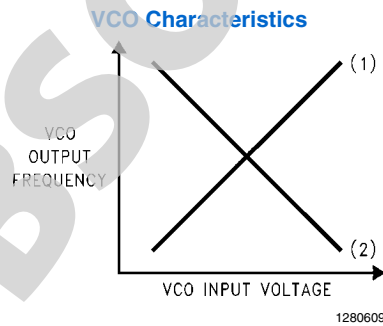 VCO Characteristics
(1)
VCO
OUTPUT
FREQUENCY
(2)
VCO INPUT VOLTAGE
1280609